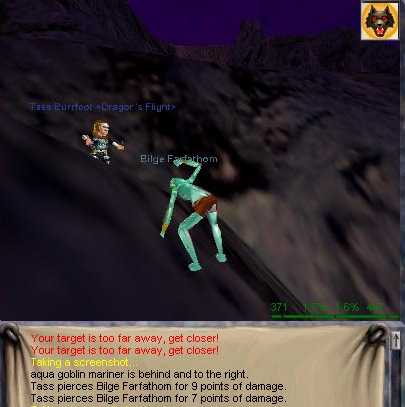 Tass Burrfoot <Dragor's Flight>
Bilge Farfathom
371
Your target is too far away, get closer!
Your target is too far away, get closer!
Taking a screenshot...
aqua goblin mariner is behind and to the right.
Tass pierces Bilge Farfathom for 9 points of damage.
Tass pierces Bilge Farfathom for 7 points of damage.